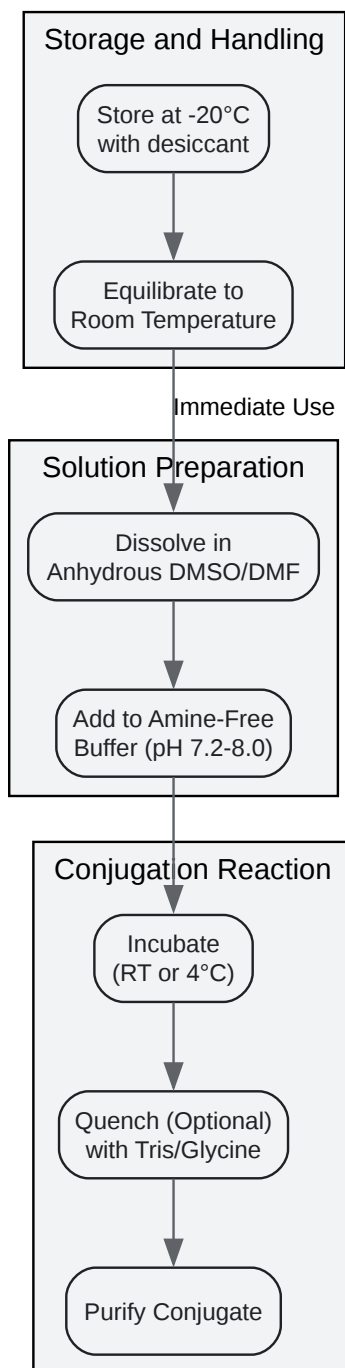 Storage and Handling
Store at -20°C
with desiccant
Equilibrate to
Room Temperature
Immediate Use
Solution Preparation
Dissolve in
Anhydrous DMSO/DMF
Add to Amine-Free
Buffer (pH 7.2-8.0)
Conjugation Reaction
Incubate
(RT or 4°C)
Quench (Optional)
with Tris/Glycine
Purify Conjugate